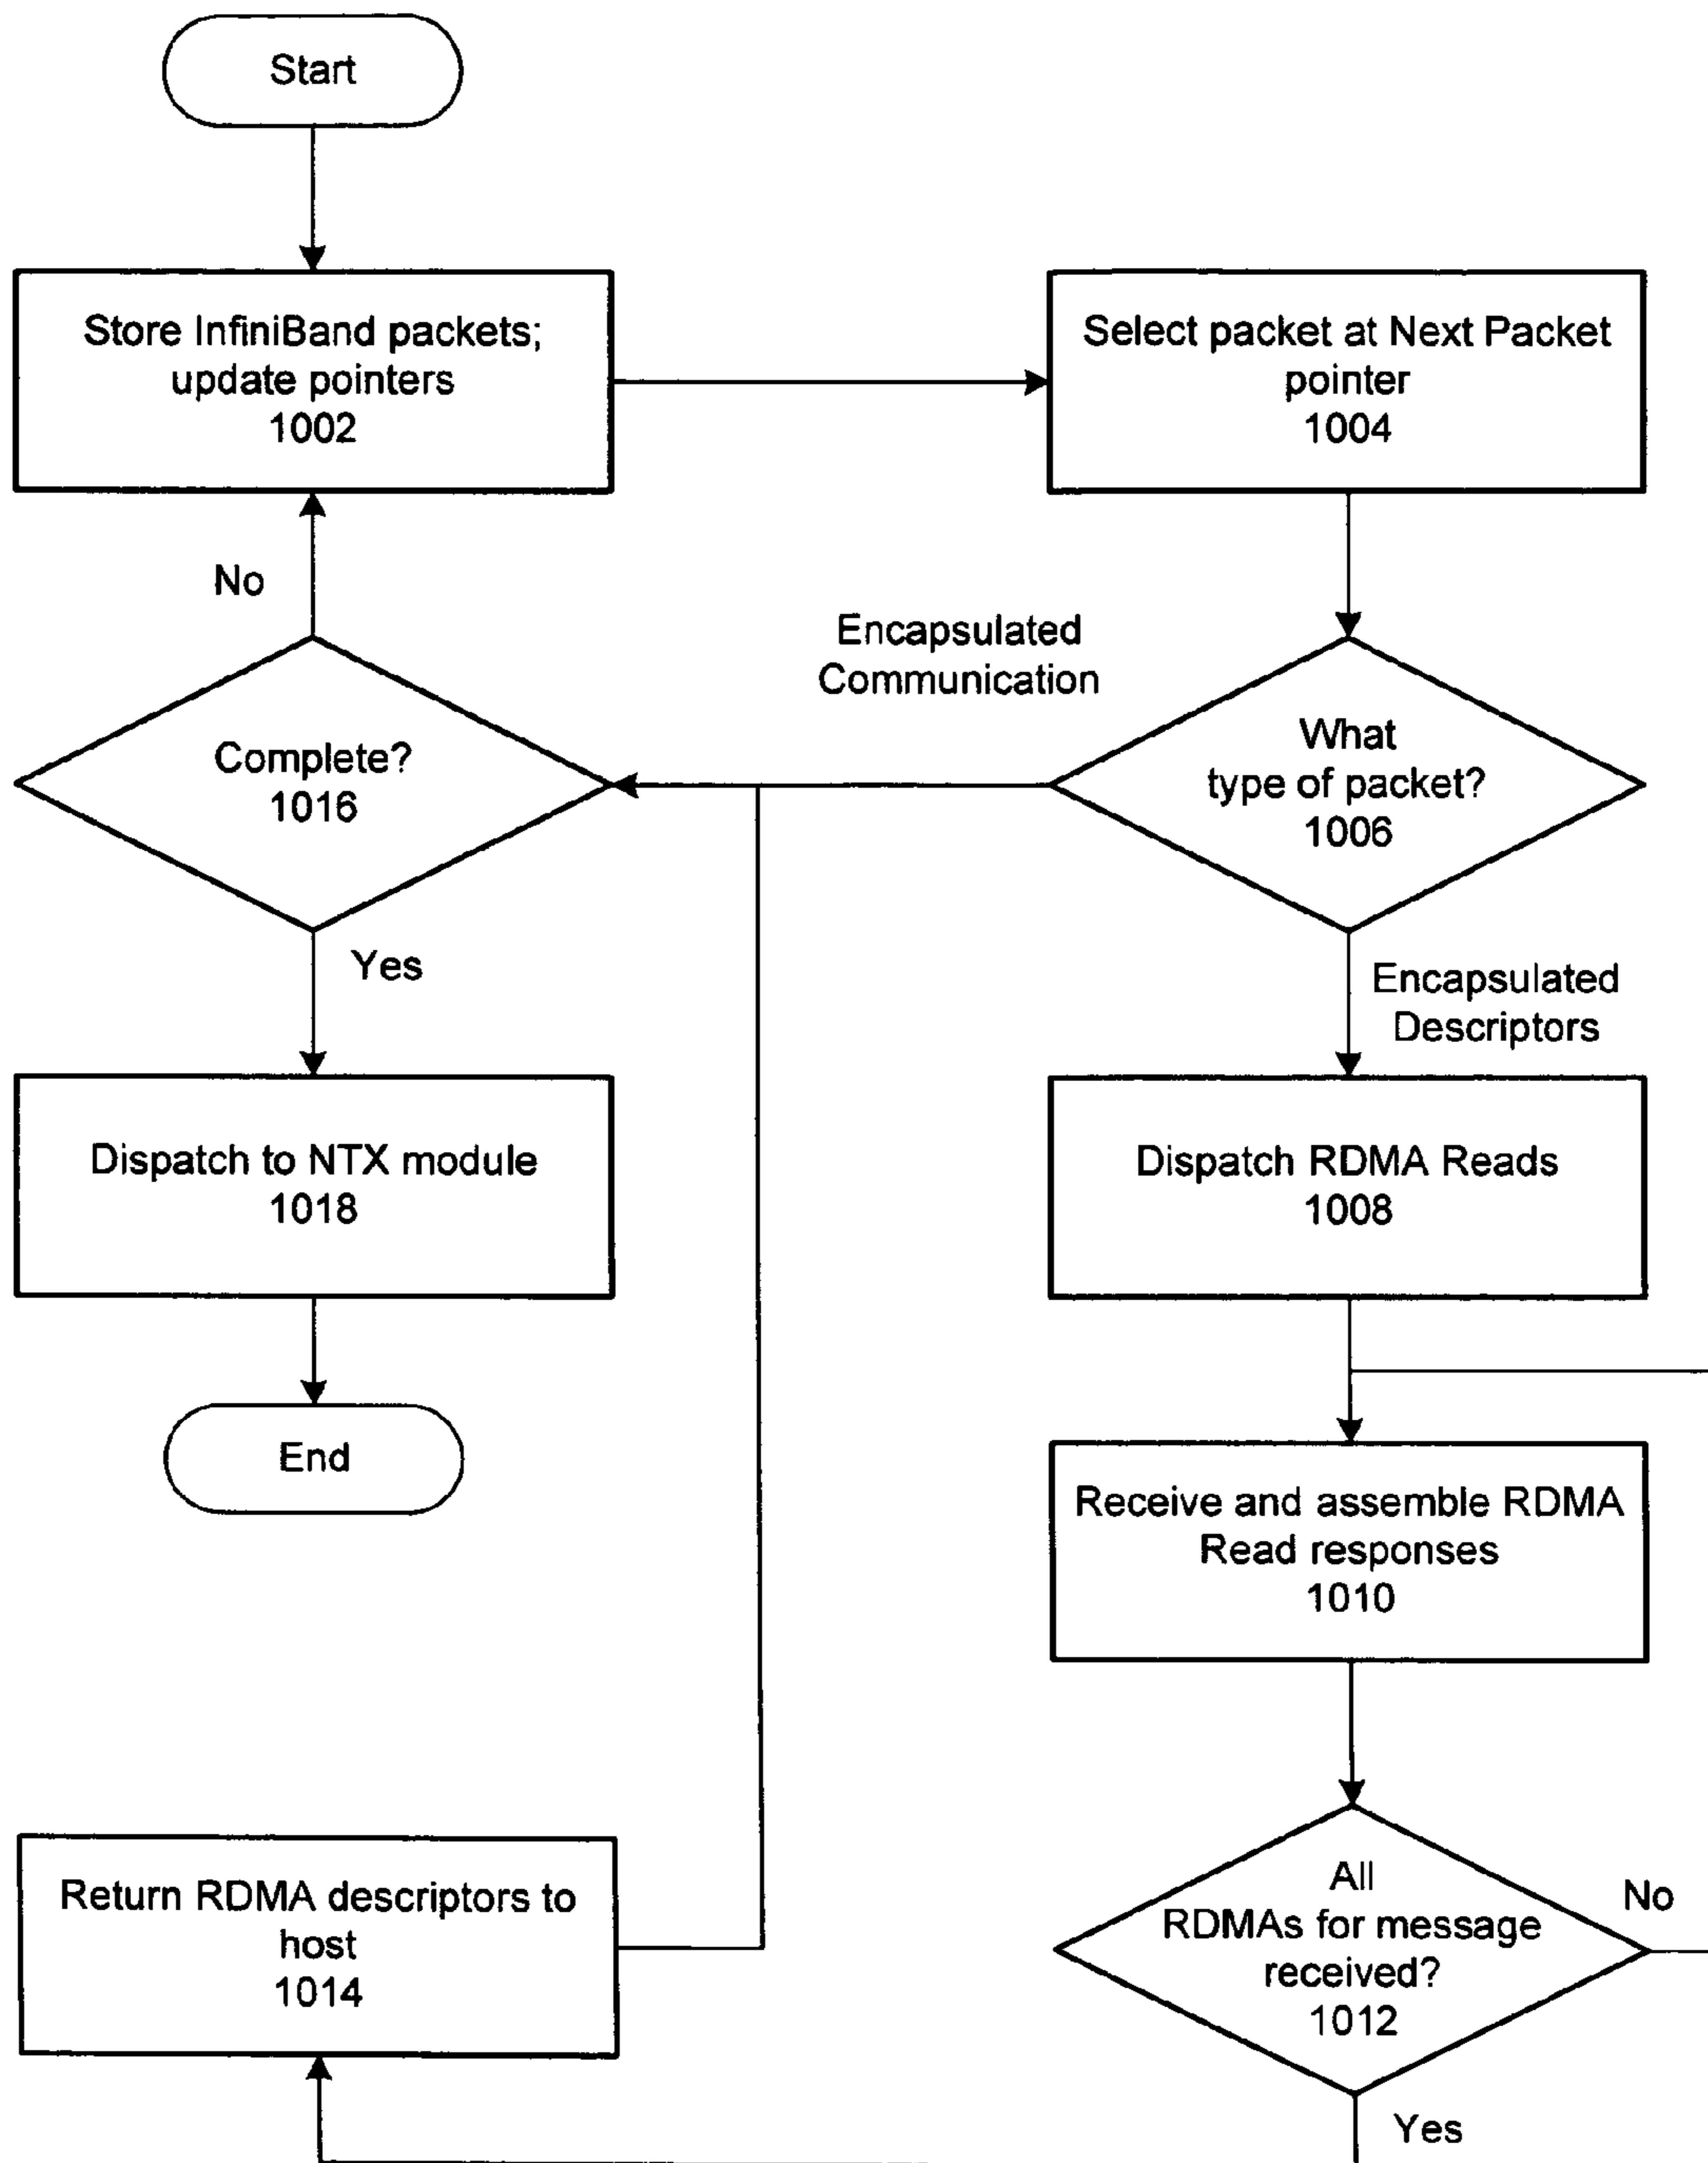 Start
Store InfiniBand packets;
update pointers
1002
Select packet at Next Packet
pointer
1004
No
Encapsulated
Communication
Complete?
1016
What
type of packet?
1006
Yes
Encapsulated
Descriptors
Dispatch to NTX module
1018
Dispatch RDMA Reads
1008
End
Receive and assemble RDMA
Read responses
1010
Return RDMA descriptors to
host
1014
All
RDMAs for message
received?
1012
No
Yes